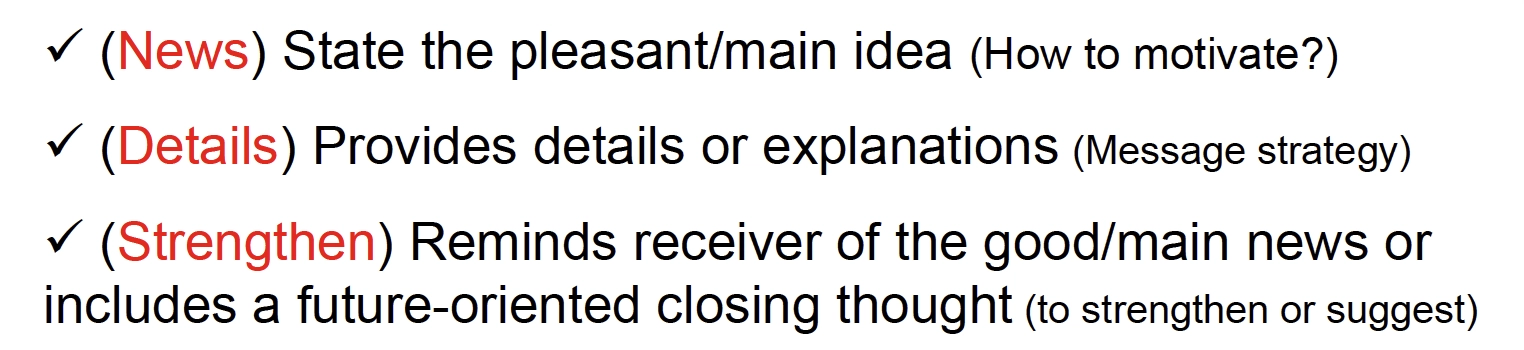 ✓ (News) State the pleasant/main idea (How to motivate?)
✓ (Details) Provides details or explanations (Message strategy)
✓ (Strengthen) Reminds receiver of the good/main news or
includes a future-oriented closing thought (to strengthen or suggest)